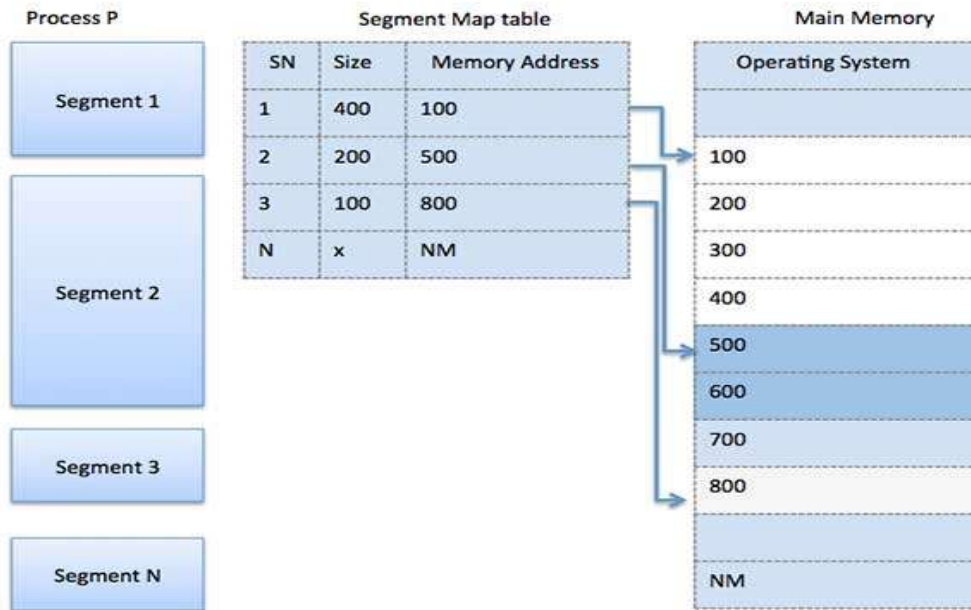 Process P
Segment 1
Segment 2
Segment 3
Segment N
Segment Map table
SN Size Memory Address
1 400 100
2 200 500
3 100 800
N x NM
Main Memory
Operating System
100
200
300
400
500
600
700
800
NM